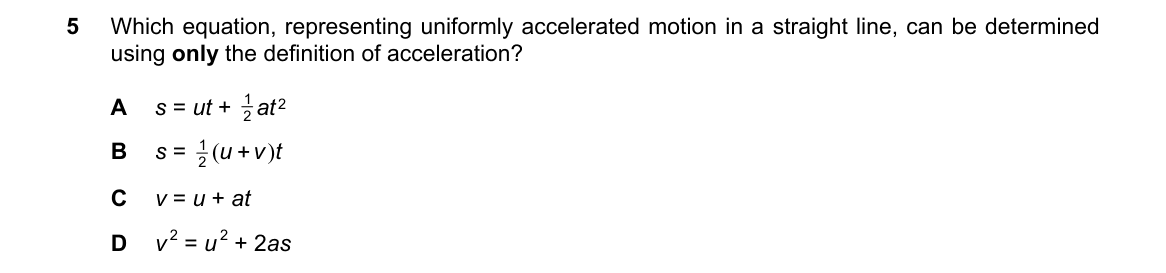 5 Which equation, representing uniformly accelerated motion in a straight line, can be determined
using only the definition of acceleration?
A s = ut + ½at²
B s = ½(u + v)t
C v = u + at
D v² = u² + 2as